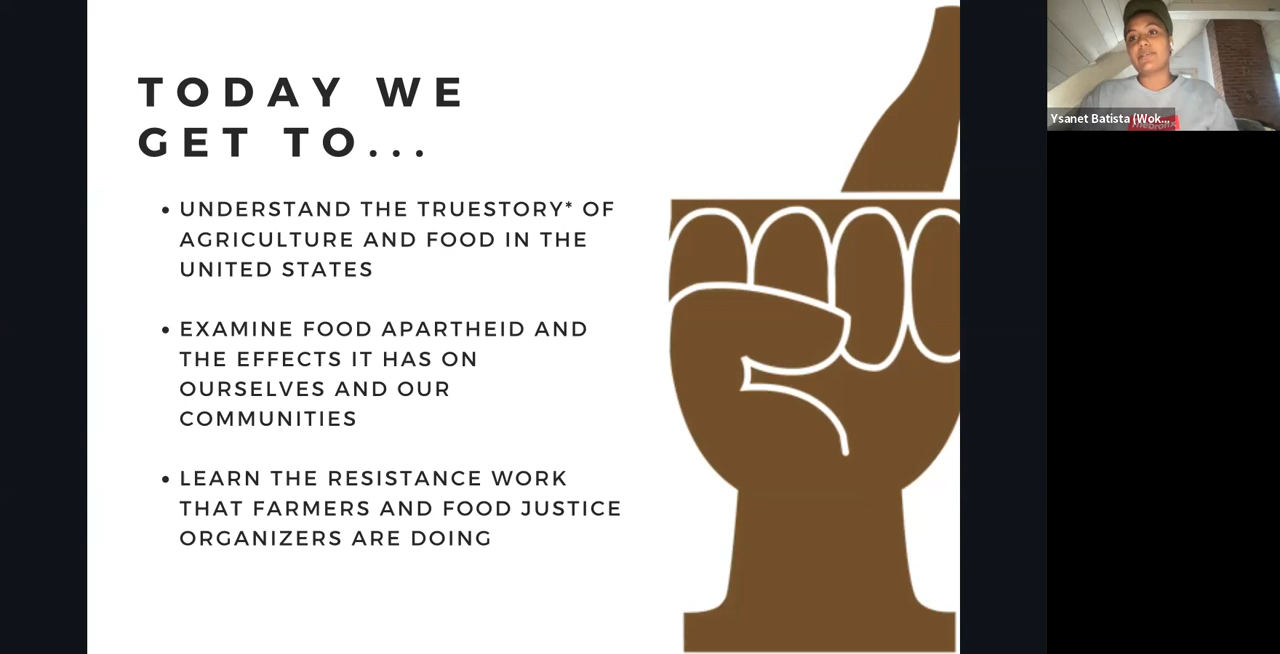 TODAY WE
GET TO...
• UNDERSTAND THE TRUESTORY* OF
AGRICULTURE AND FOOD IN THE
UNITED STATES
• EXAMINE FOOD APARTHEID AND
THE EFFECTS IT HAS ON
OURSELVES AND OUR
COMMUNITIES
• LEARN THE RESISTANCE WORK
THAT FARMERS AND FOOD JUSTICE
ORGANIZERS ARE DOING
Ysanet Batista (Wok...
thebronx